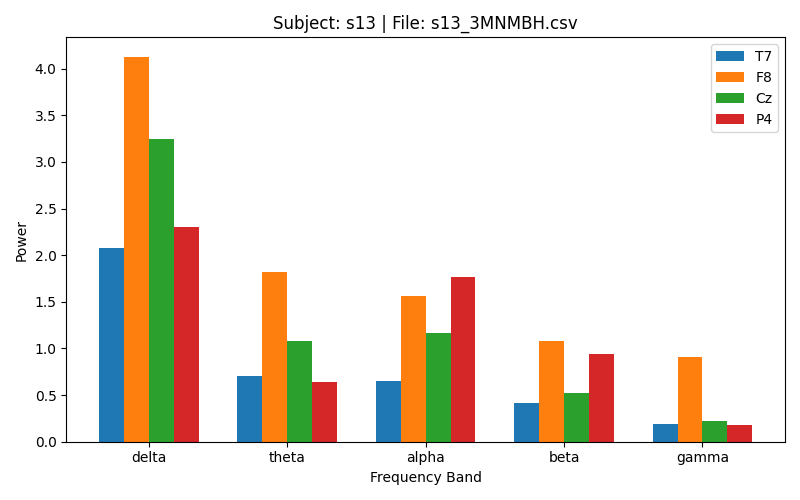 Subject: s13 | File: s13_3MNMBH.csv
T7
F8
Cz
P4
Power
4.0
3.5
3.0
2.5
2.0
1.5
1.0
0.5
0.0
delta theta alpha beta gamma
Frequency Band